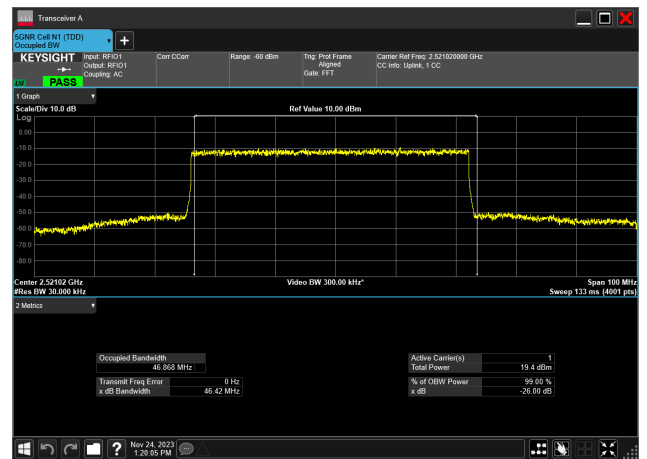 Transceiver A
5GNR Cell N1 (TDD)
Occupied BW
KEYSIGHT
Input: RFIO1
Output: RFIO1
Coupling: AC
Corr CCorr
Range: -60 dBm
Trig: Prot Frame
Aligned
Gate: FFT
Carrier Ref Freq: 2.521020000 GHz
CC Info: Uplink, 1 CC
PASS
1 Graph
Scale/Div 10.0 dB
Ref Value 10.00 dBm
Log
0.00
-10.0
-20.0
-30.0
-40.0
-50.0
-60.0
-70.0
-80.0
Center 2.52102 GHz
Video BW 300.00 kHz*
Span 100 MHz
#Res BW 30.000 kHz
Sweep 133 ms (4001 pts)
2 Metrics
Occupied Bandwidth
46.868 MHz
Active Carrier(s) 1
Total Power 19.4 dBm
Transmit Freq Error 0 Hz
x dB Bandwidth 46.42 MHz
% of OBW Power 99.00 %
x dB -26.00 dB
?
Nov 24, 2023
1:20:05 PM